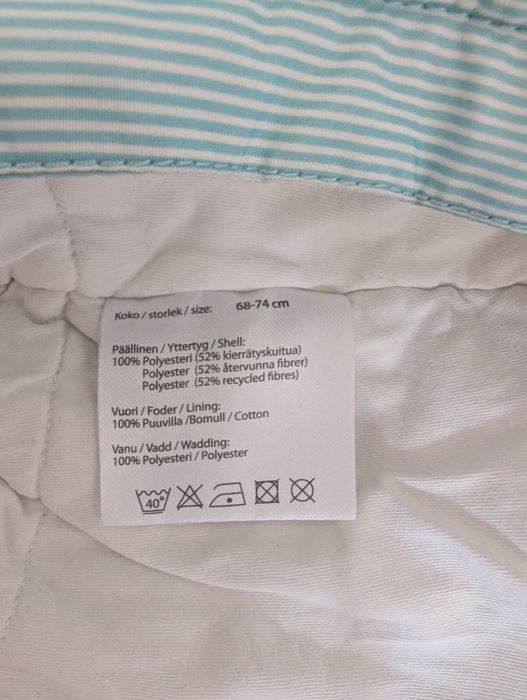 Koko / storlek / size: 68-74 cm
Päällinen / Yttertyg / Shell:
100% Polyesteri (52% kierrätyskuitua)
Polyester (52% återvunna fibrer)
Polyester (52% recycled fibres)
Vuori / Foder / Lining:
100% Puuvilla /Bomull / Cotton
Vanu / Vadd / Wadding:
100% Polyesteri / Polyester
40°